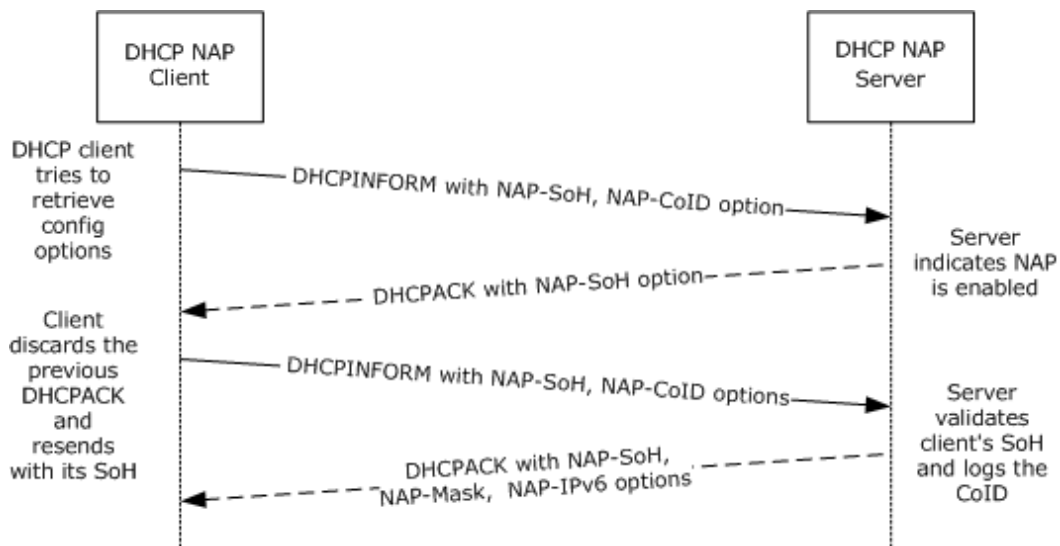 DHCP NAP
Client
DHCP NAP
Server
DHCP client
tries to
retrieve
config
options
DHCPINFORM with NAP-SoH, NAP-CoID option
Server
indicates NAP
is enabled
DHCPACK with NAP-SoH option
Client
discards the
previous
DHCPACK
and
resends
with its SoH
DHCPINFORM with NAP-SoH, NAP-CoID options
Server
validates
client's SoH
and logs the
CoID
DHCPACK with NAP-SoH,
NAP-Mask, NAP-IPv6 options